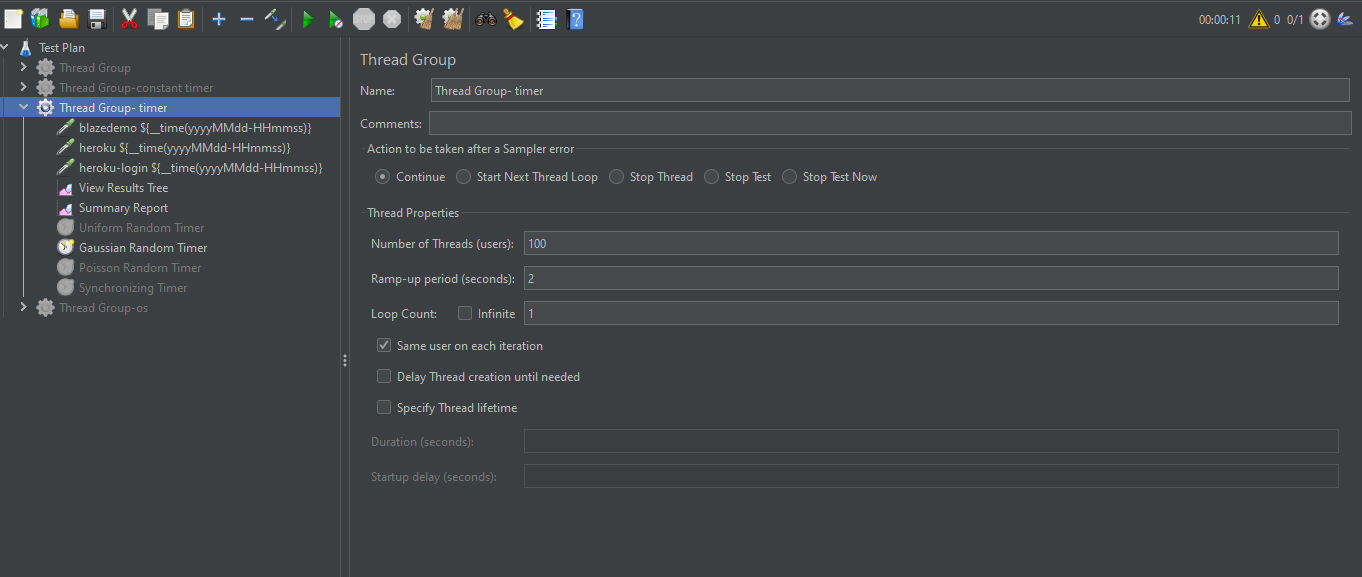 00:00:11 0 0/1
Test Plan
Thread Group
Thread Group-constant timer
Thread Group- timer
blazedemo ${__time(yyyyMMdd-HHmmss)}
heroku ${__time(yyyyMMdd-HHmmss)}
heroku-login ${__time(yyyyMMdd-HHmmss)}
View Results Tree
Summary Report
Uniform Random Timer
Gaussian Random Timer
Poisson Random Timer
Synchronizing Timer
Thread Group-os
Thread Group
Name: Thread Group- timer
Comments:
Action to be taken after a Sampler error
Continue Start Next Thread Loop Stop Thread Stop Test Stop Test Now
Thread Properties
Number of Threads (users): 100
Ramp-up period (seconds): 2
Loop Count: Infinite 1
Same user on each iteration
Delay Thread creation until needed
Specify Thread lifetime
Duration (seconds):
Startup delay (seconds):